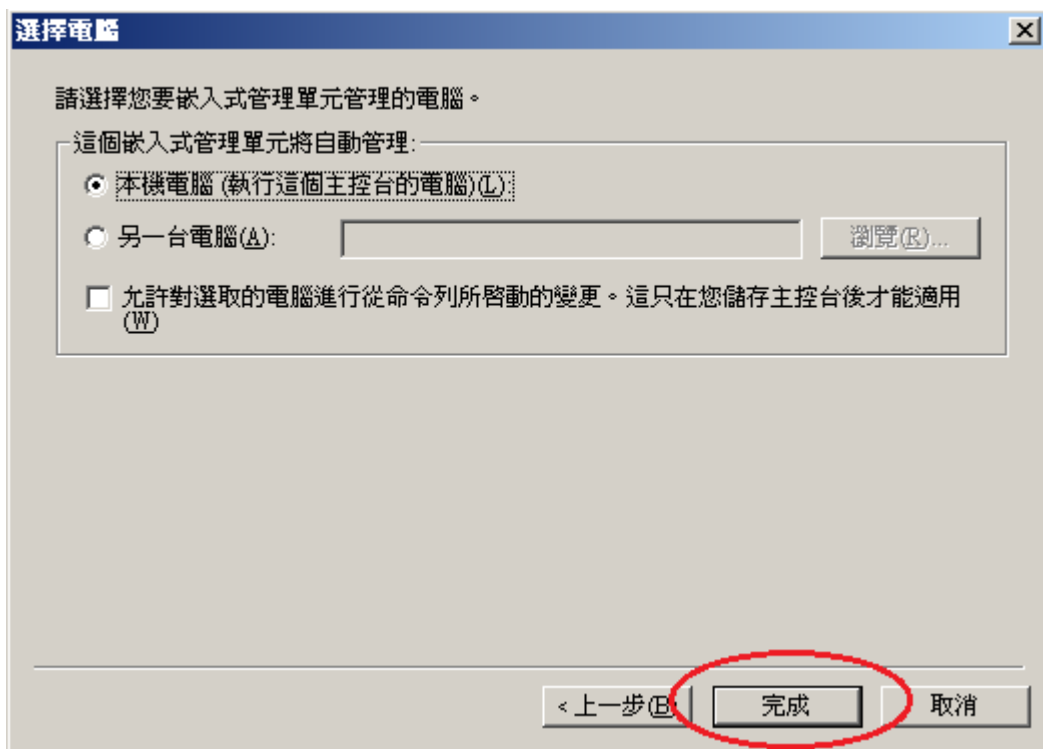 選擇電腦
請選擇您要嵌入式管理單元管理的電腦。
這個嵌入式管理單元將自動管理:
本機電腦 (執行這個主控台的電腦)(L):
另一台電腦(A):
瀏覽(R)...
允許對選取的電腦進行從命令列所啓動的變更。這只在您儲存主控台後才能適用
(W)
< 上一步(B)
完成
取消